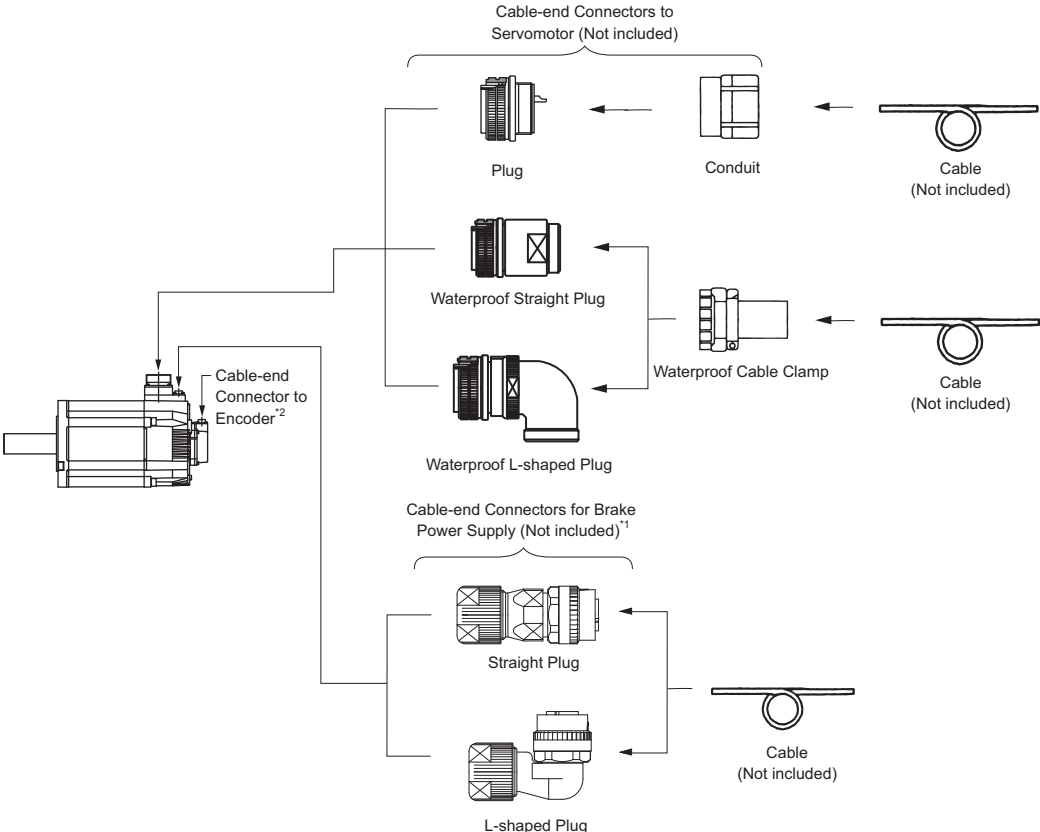 Cable-end Connectors to
Servomotor (Not included)
Plug
Conduit
Cable
(Not included)
Waterproof Straight Plug
Waterproof Cable Clamp
Cable
(Not included)
Cable-end
Connector to
Encoder*2
Waterproof L-shaped Plug
Cable-end Connectors for Brake
Power Supply (Not included)*1
Straight Plug
Cable
(Not included)
L-shaped Plug